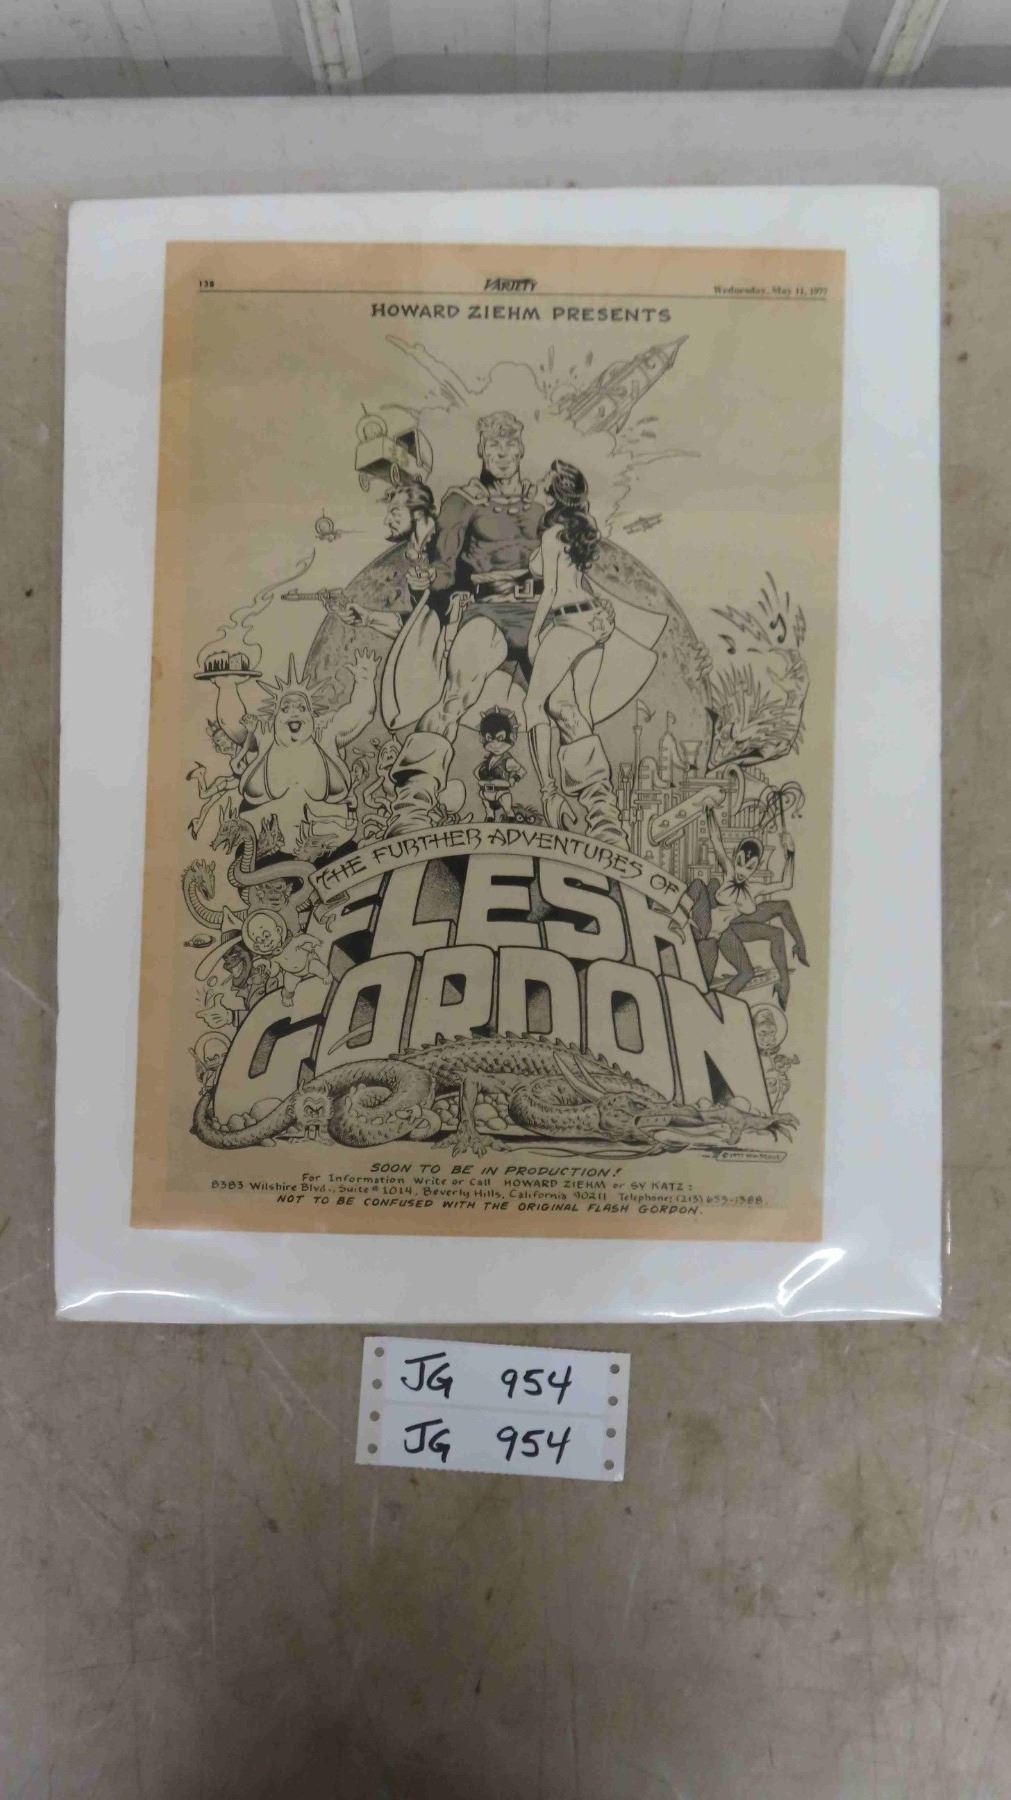 138
VARIETY
Wednesday, May 11, 1977
HOWARD ZIEHM PRESENTS
THE FURTHER ADVENTURES OF
FLESH
GORDON
©1977
SOON TO BE IN PRODUCTION!
For Information Write or Call HOWARD ZIEHM or SY KATZ:
8383 Wilshire Blvd., Suite # 1014, Beverly Hills, California 90211 Telephone: (213) 653-1388.
NOT TO BE CONFUSED WITH THE ORIGINAL FLASH GORDON.
JG 954
JG 954